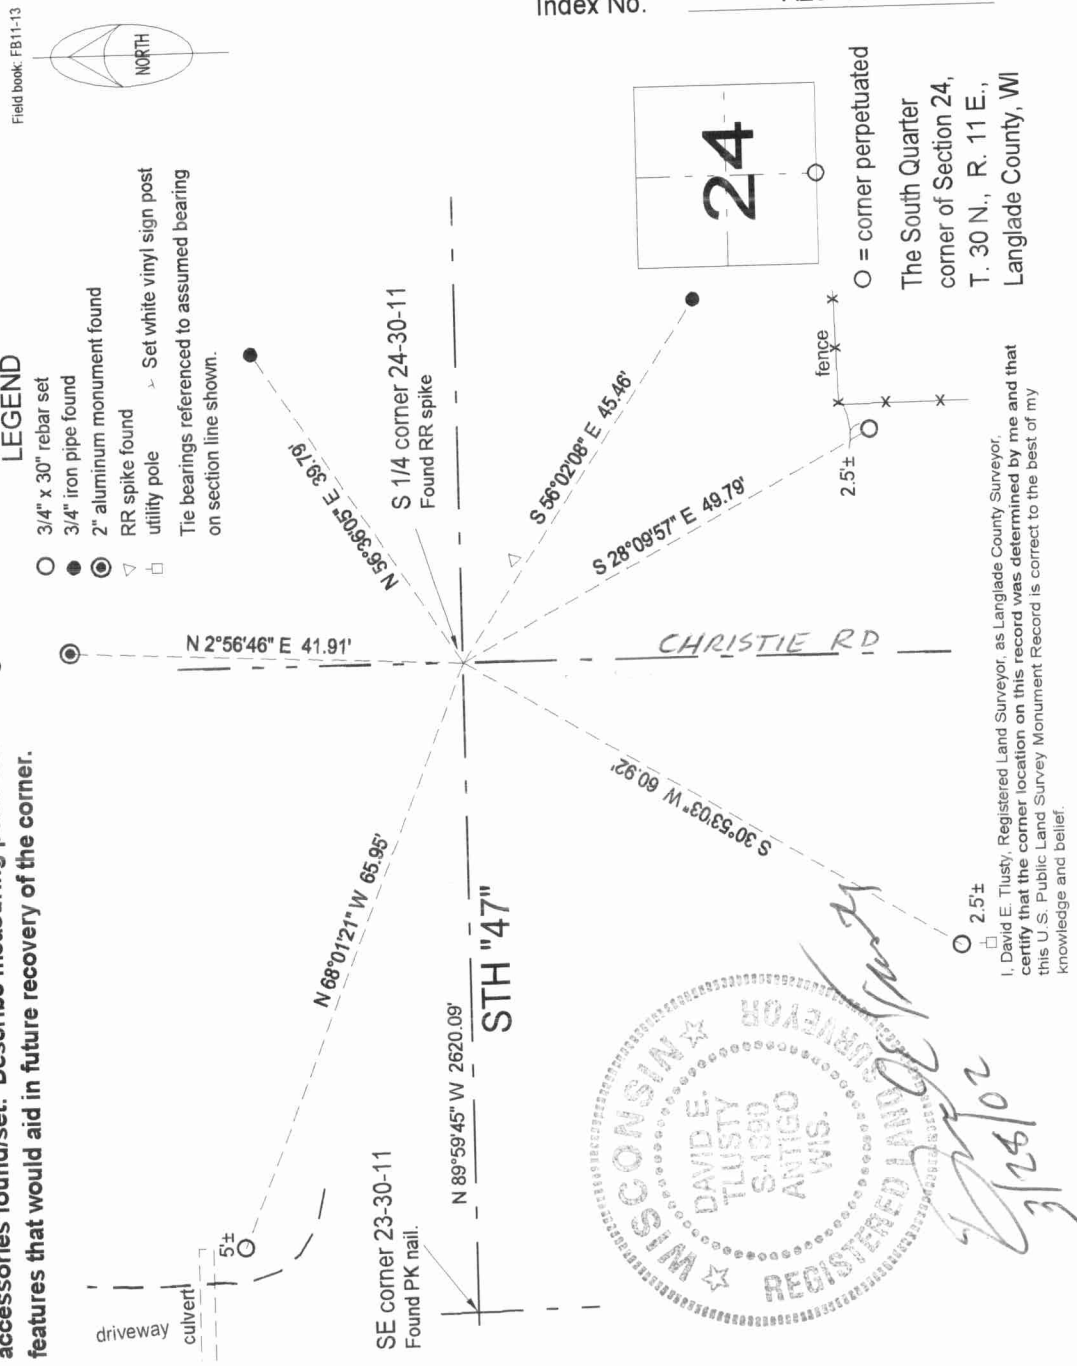 features that would aid in future recovery of the corner.
Field book: FB11-13
NORTH
LEGEND
3/4" x 30" rebar set
3/4" iron pipe found
2" aluminum monument found
RR spike found
utility pole
Set white vinyl sign post
Tie bearings referenced to assumed bearing
on section line shown.
N 2°56'46" E 41.91'
N 56°36'05" E 39.79'
S 1/4 corner 24-30-11
Found RR spike
N 68°01'21" W 65.95'
5'±
driveway
culvert
SE corner 23-30-11
Found PK nail.
N 89°59'45" W 2620.09'
STH "47"
S 56°02'08" E 45.46'
S 28°09'57" E 49.79'
CHRISTIE RD
S 30°53'03" W 60.92'
2.5'±
fence
2.5'±
Index No.
24
O = corner perpetuated
The South Quarter
corner of Section 24,
T. 30 N., R. 11 E.,
Langlade County, WI
WISCONSIN
REGISTERED LAND SURVEYOR
DAVID E.
TLUSTY
S-1390
ANTIGO
WIS.
3/28/02
I, David E. Tlusty, Registered Land Surveyor, as Langlade County Surveyor,
certify that the corner location on this record was determined by me and that
this U.S. Public Land Survey Monument Record is correct to the best of my
knowledge and belief.